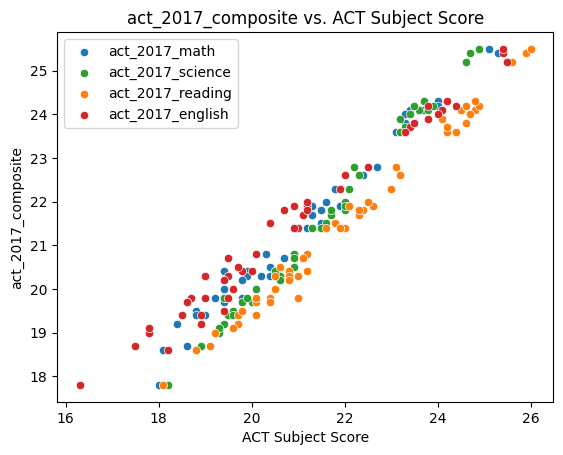 act_2017_composite vs. ACT Subject Score
act_2017_math
act_2017_science
act_2017_reading
act_2017_english
act_2017_composite
25
24
23
22
21
20
19
18
16
18
20
22
24
26
ACT Subject Score